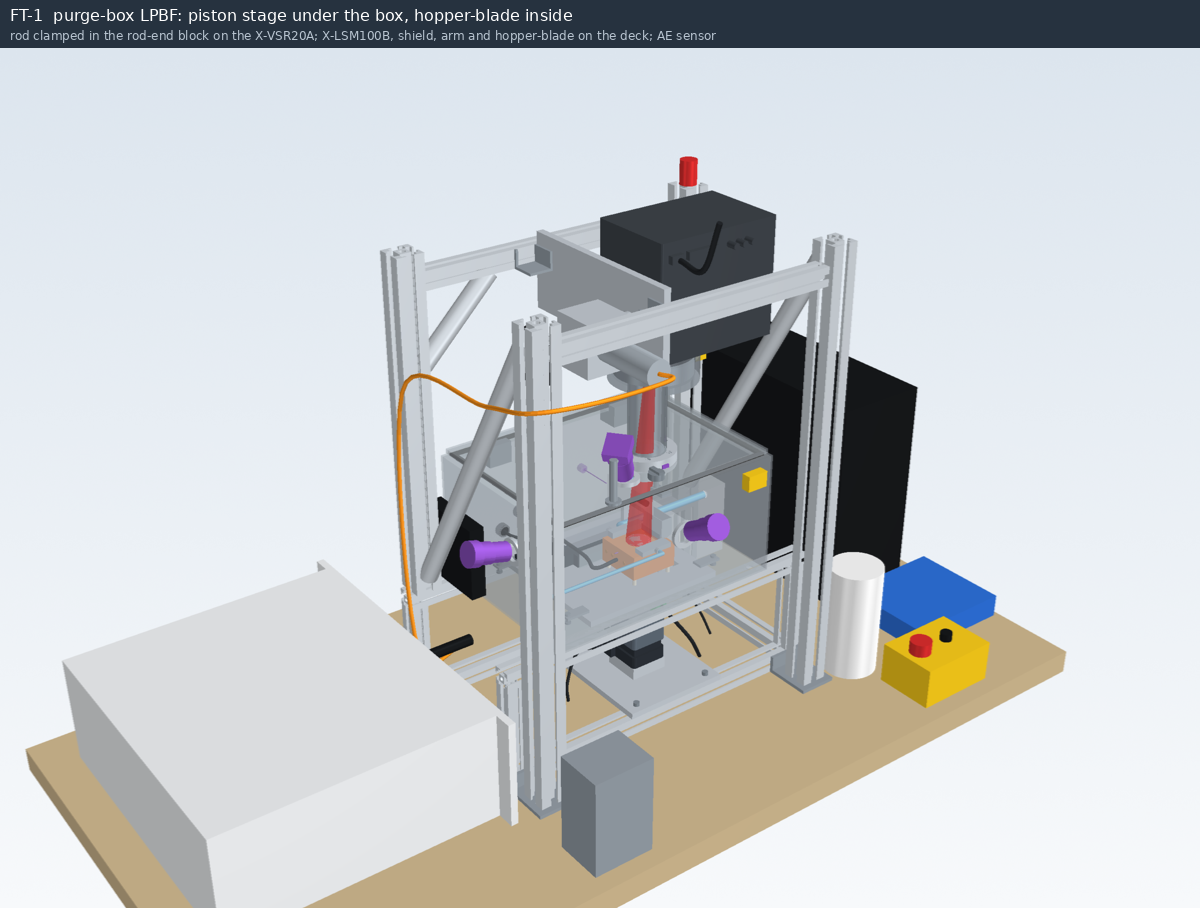 FT-1 purge-box LPBF: piston stage under the box, hopper-blade inside
rod clamped in the rod-end block on the X-VSR20A; X-LSM100B, shield, arm and hopper-blade on the deck; AE sensor